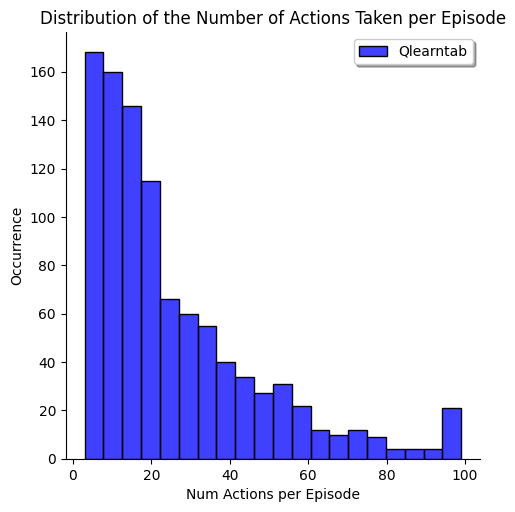 Distribution of the Number of Actions Taken per Episode
Qlearntab
160
140
120
100
80
60
40
20
0
Occurrence
0 20 40 60 80 100
Num Actions per Episode